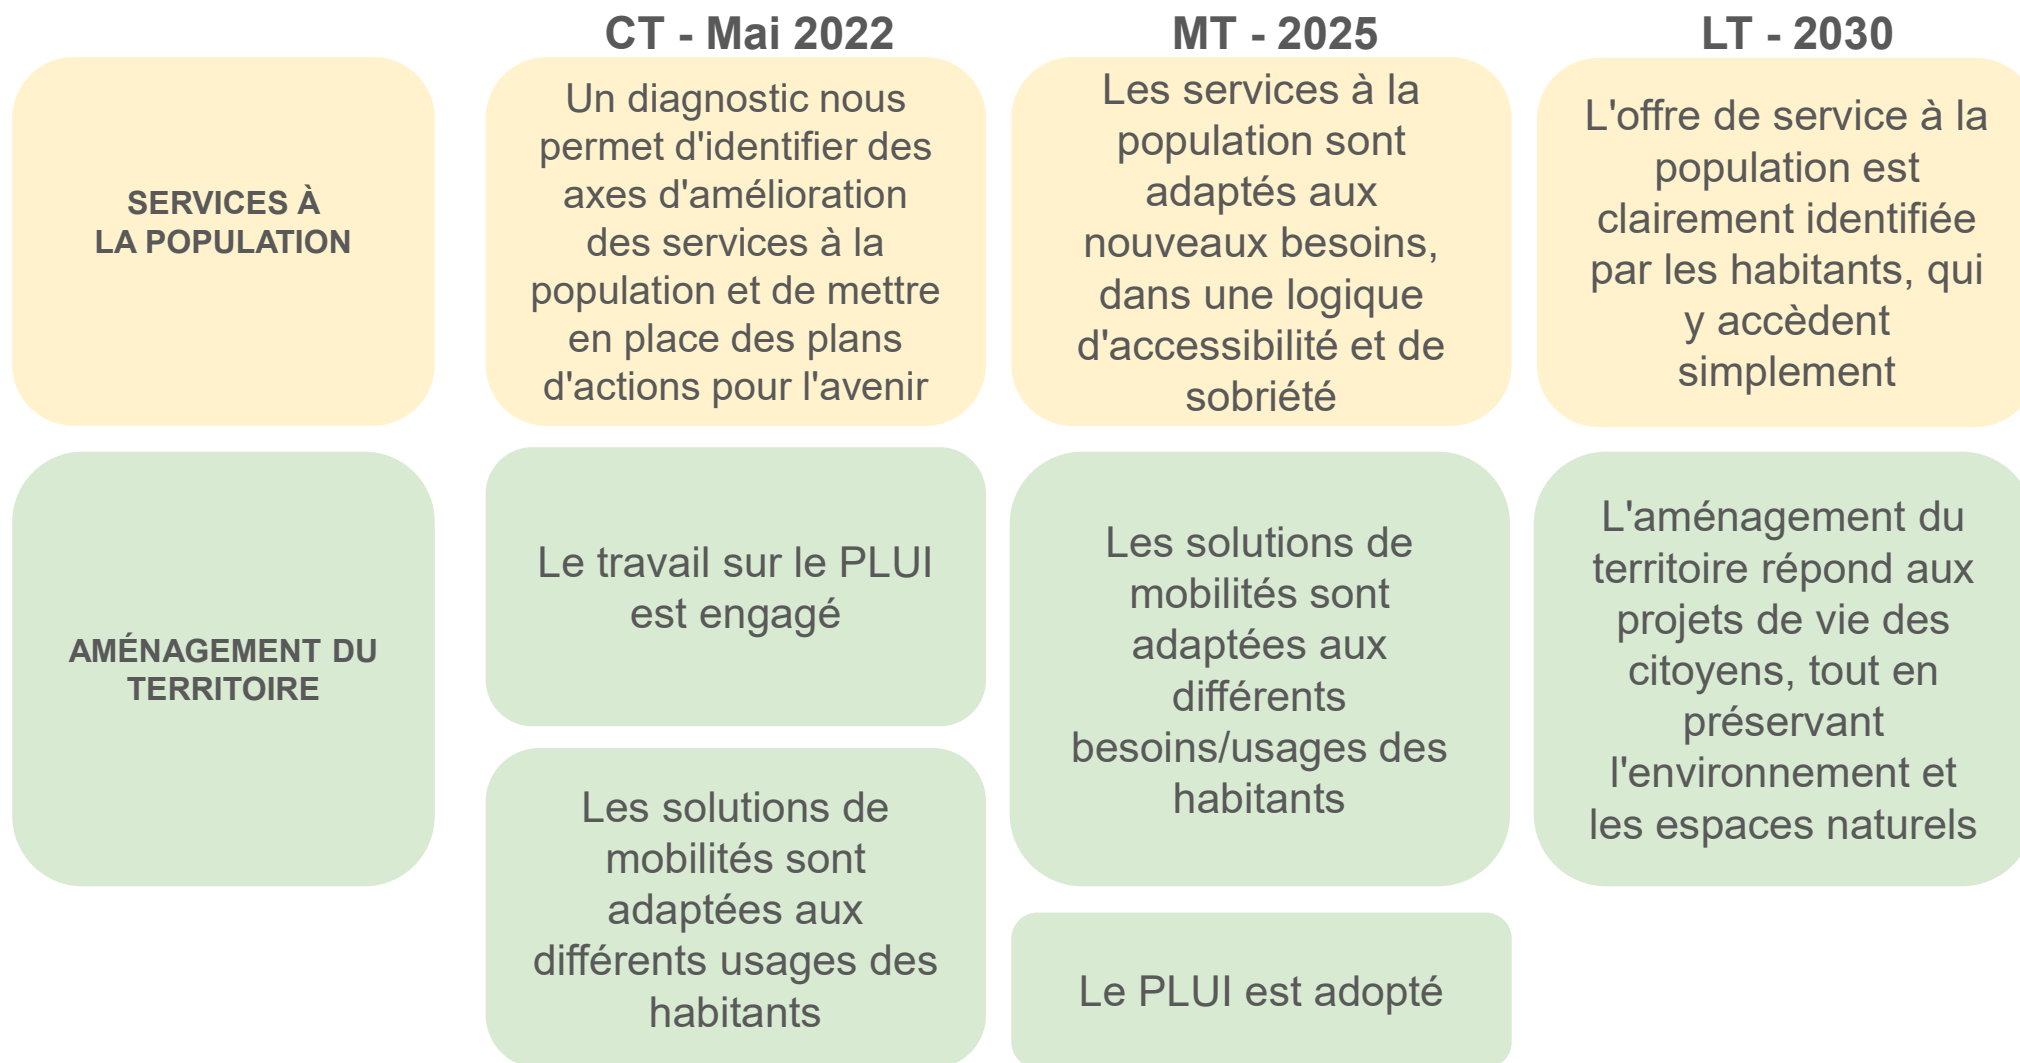 CT - Mai 2022
MT - 2025
LT - 2030
SERVICES À
LA POPULATION
Un diagnostic nous
permet d'identifier des
axes d'amélioration
des services à la
population et de mettre
en place des plans
d'actions pour l'avenir
Les services à la
population sont
adaptés aux
nouveaux besoins,
dans une logique
d'accessibilité et de
sobriété
L'offre de service à la
population est
clairement identifiée
par les habitants, qui
y accèdent
simplement
AMÉNAGEMENT DU
TERRITOIRE
Le travail sur le PLUI
est engagé
Les solutions de
mobilités sont
adaptées aux
différents usages des
habitants
Les solutions de
mobilités sont
adaptées aux
différents
besoins/usages des
habitants
Le PLUI est adopté
L'aménagement du
territoire répond aux
projets de vie des
citoyens, tout en
préservant
l'environnement et
les espaces naturels